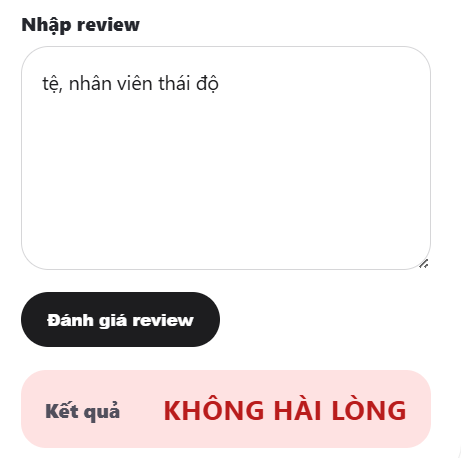 Nhập review
tệ, nhân viên thái độ
Đánh giá review
Kết quả KHÔNG HÀI LÒNG